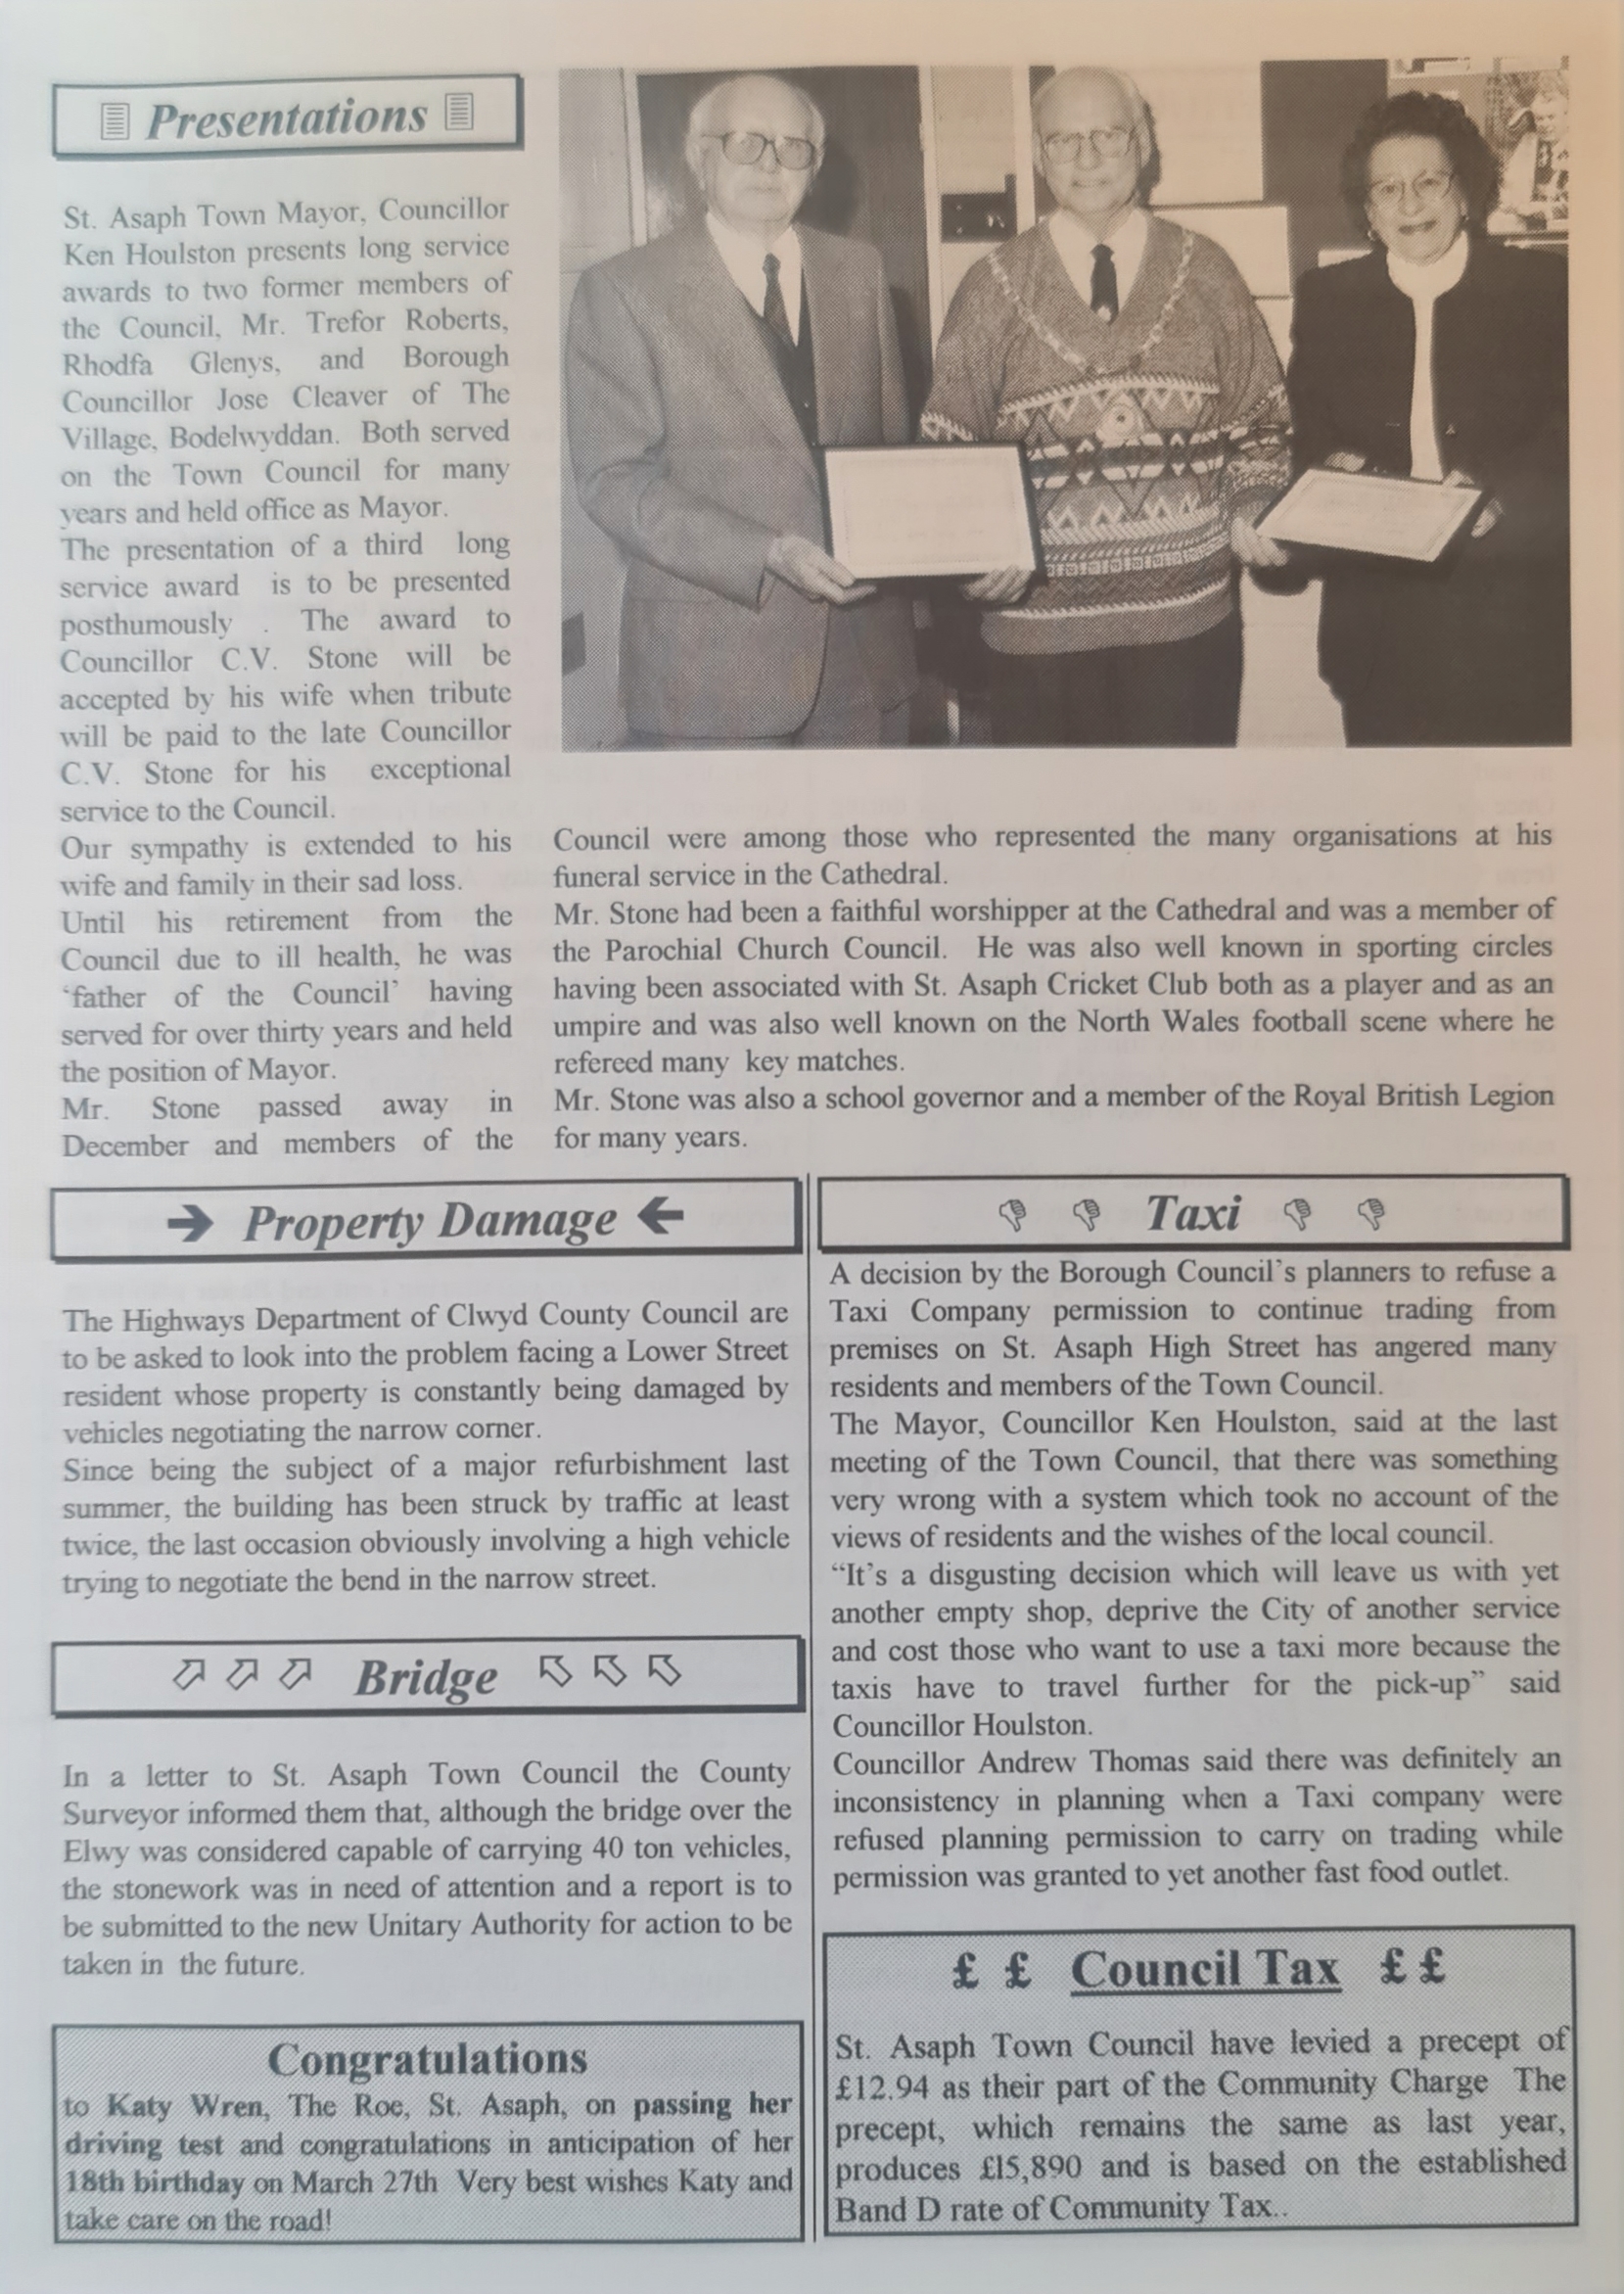 Presentations
St. Asaph Town Mayor, Councillor
Ken Houlston presents long service
awards to two former members of
the Council, Mr. Trefor Roberts,
Rhodfa Glenys, and Borough
Councillor Jose Cleaver of The
Village, Bodelwyddan. Both served
on the Town Council for many
years and held office as Mayor.
The presentation of a third long
service award is to be presented
posthumously . The award to
Councillor C.V. Stone will be
accepted by his wife when tribute
will be paid to the late Councillor
C.V. Stone for his exceptional
service to the Council.
Our sympathy is extended to his
wife and family in their sad loss.
Until his retirement from the
Council due to ill health, he was
‘father of the Council’ having
served for over thirty years and held
the position of Mayor.
Mr. Stone passed away in
December and members of the
Council were among those who represented the many organisations at his
funeral service in the Cathedral.
Mr. Stone had been a faithful worshipper at the Cathedral and was a member of
the Parochial Church Council. He was also well known in sporting circles
having been associated with St. Asaph Cricket Club both as a player and as an
umpire and was also well known on the North Wales football scene where he
refereed many key matches.
Mr. Stone was also a school governor and a member of the Royal British Legion
for many years.
➔ Property Damage ←
The Highways Department of Clwyd County Council are
to be asked to look into the problem facing a Lower Street
resident whose property is constantly being damaged by
vehicles negotiating the narrow corner.
Since being the subject of a major refurbishment last
summer, the building has been struck by traffic at least
twice, the last occasion obviously involving a high vehicle
trying to negotiate the bend in the narrow street.
Bridge
In a letter to St. Asaph Town Council the County
Surveyor informed them that, although the bridge over the
Elwy was considered capable of carrying 40 ton vehicles,
the stonework was in need of attention and a report is to
be submitted to the new Unitary Authority for action to be
taken in the future.
Congratulations
to Katy Wren, The Roe, St. Asaph, on passing her
driving test and congratulations in anticipation of her
18th birthday on March 27th Very best wishes Katy and
take care on the road!
Taxi
A decision by the Borough Council’s planners to refuse a
Taxi Company permission to continue trading from
premises on St. Asaph High Street has angered many
residents and members of the Town Council.
The Mayor, Councillor Ken Houlston, said at the last
meeting of the Town Council, that there was something
very wrong with a system which took no account of the
views of residents and the wishes of the local council.
“It’s a disgusting decision which will leave us with yet
another empty shop, deprive the City of another service
and cost those who want to use a taxi more because the
taxis have to travel further for the pick-up” said
Councillor Houlston.
Councillor Andrew Thomas said there was definitely an
inconsistency in planning when a Taxi company were
refused planning permission to carry on trading while
permission was granted to yet another fast food outlet.
£ £ Council Tax £ £
St. Asaph Town Council have levied a precept of
£12.94 as their part of the Community Charge The
precept, which remains the same as last year,
produces £15,890 and is based on the established
Band D rate of Community Tax..